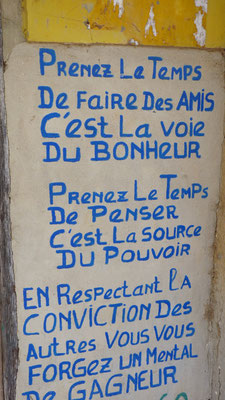 PRENEZ LE TEMPS
DE FAIRE DES AMIS
C'EST LA VOIE
DU BONHEUR
PRENEZ LE TEMPS
DE PENSER
C'EST LA SOURCE
DU POUVOIR
EN RESPECTANT LA
CONVICTION DES
AUTRES VOUS VOUS
FORGEZ UN MENTAL
DE GAGNEUR